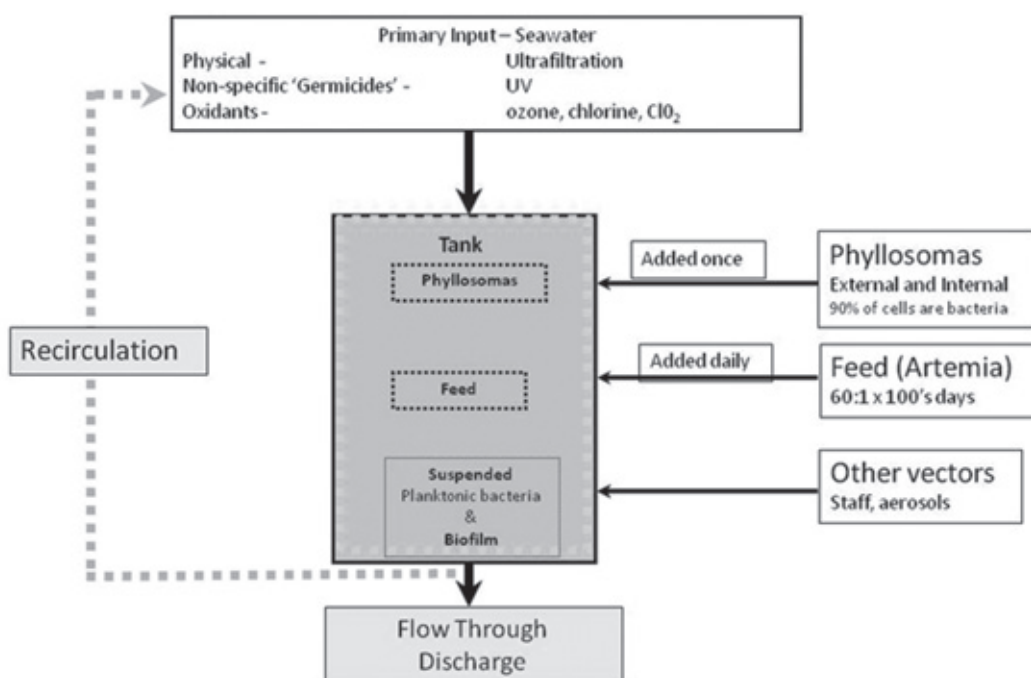 Primary Input – Seawater
Physical - Ultrafiltration
Non-specific 'Germicides' - UV
Oxidants - ozone, chlorine, Cl0₂
Tank
Phyllosomas
Added once
Phyllosomas
External and Internal
90% of cells are bacteria
Recirculation
Feed
Added daily
Feed (Artemia)
60:1 x 100's days
Suspended
Planktonic bacteria
&
Biofilm
Other vectors
Staff, aerosols
Flow Through
Discharge